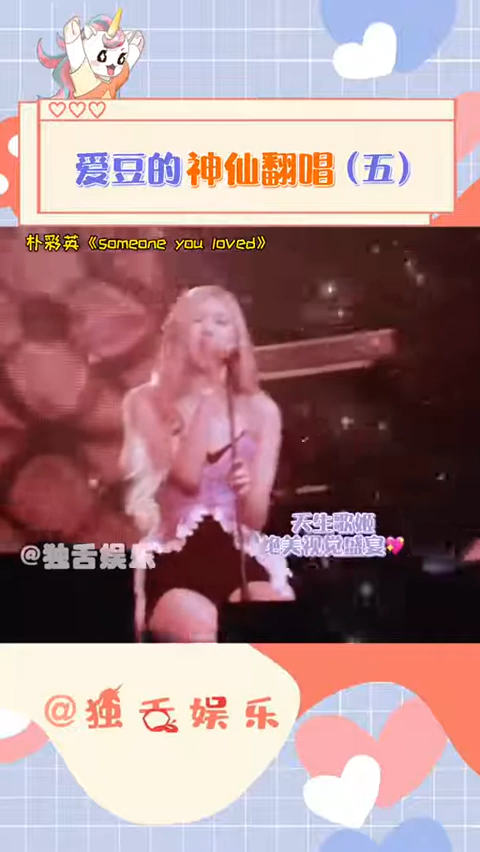 爱豆的神仙翻唱（五）
朴彩英《someone you loved》
天生歌姬
绝美视觉盛宴
@独舌娱乐
@独舌娱乐